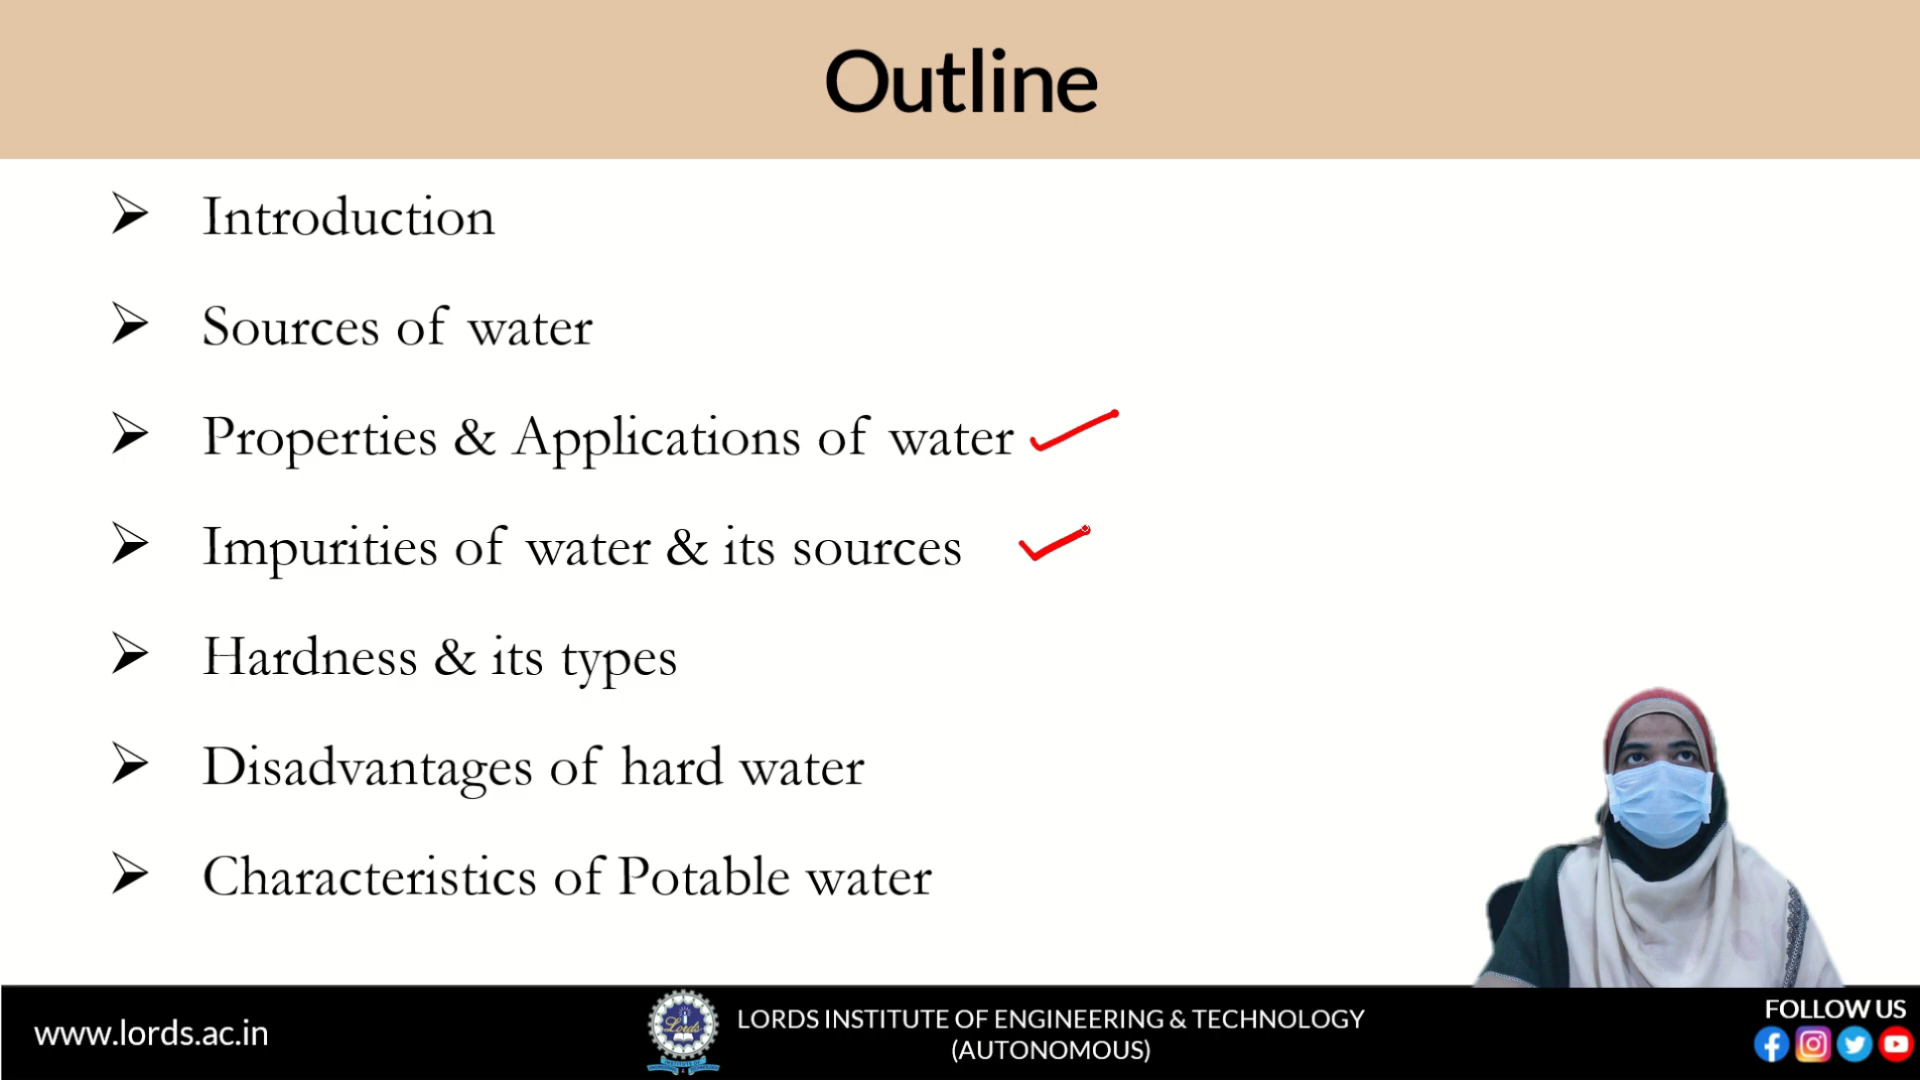 Outline
Introduction
Sources of water
Properties & Applications of water
Impurities of water & its sources
Hardness & its types
Disadvantages of hard water
Characteristics of Potable water
www.lords.ac.in
Lords
LORDS INSTITUTE OF ENGINEERING & TECHNOLOGY
(AUTONOMOUS)
FOLLOW US